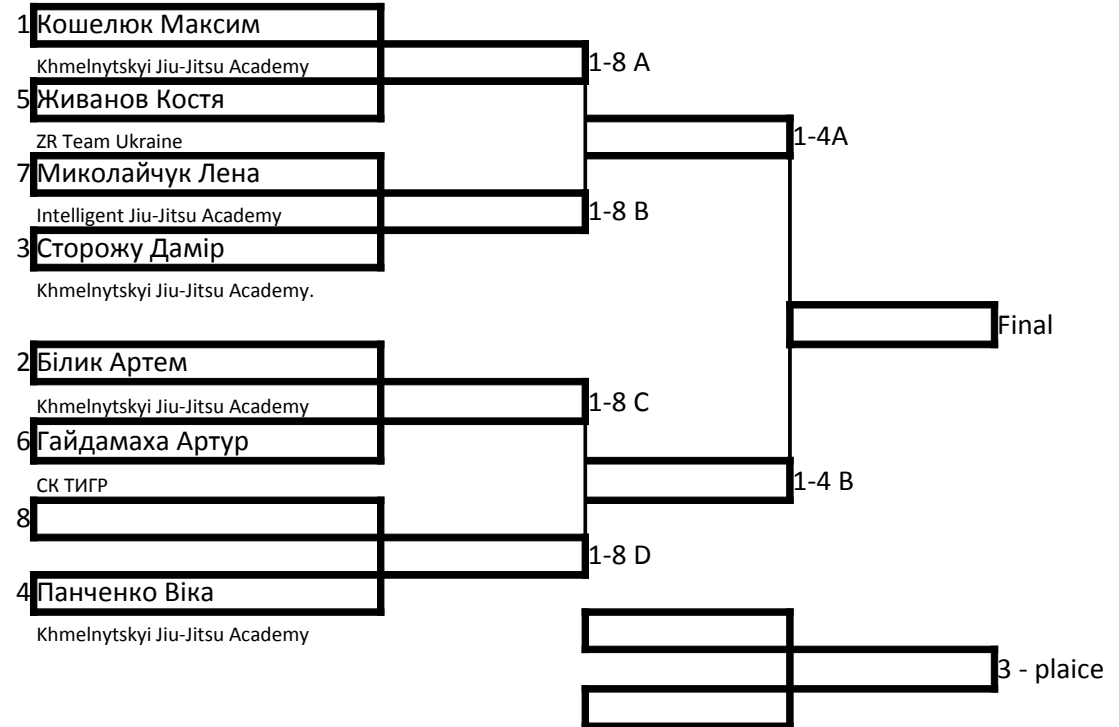 1 Кошелюк Максим
Khmelnytskyi Jiu-Jitsu Academy
1-8 A
5 Живанов Костя
ZR Team Ukraine
1-4A
7 Миколайчук Лена
Intelligent Jiu-Jitsu Academy
1-8 B
3 Сторожу Дамір
Khmelnytskyi Jiu-Jitsu Academy.
Final
2 Білик Артем
Khmelnytskyi Jiu-Jitsu Academy
1-8 C
6 Гайдамаха Артур
СК ТИГР
1-4 B
8
1-8 D
4 Панченко Віка
Khmelnytskyi Jiu-Jitsu Academy
3 - plaice